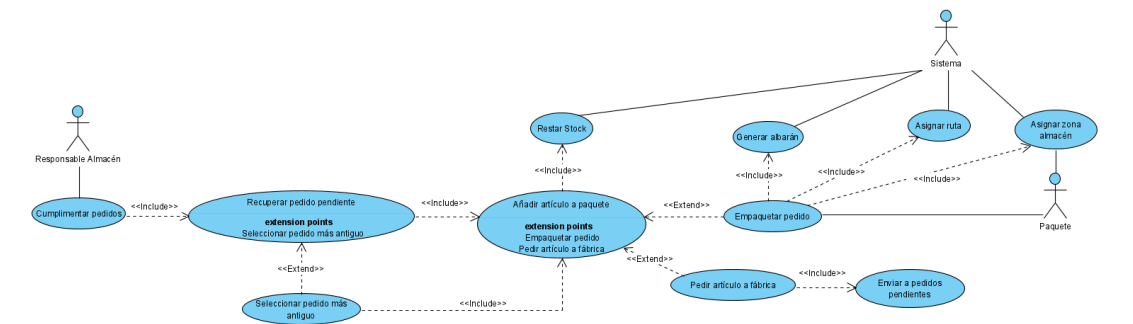 Sistema
Restar Stock
Generar albarán
Asignar ruta
Asignar zona
almacén
Responsable Almacén
<<Include>>
<<Include>>
<<Include>>
<<Include>>
Cumplimentar pedidos
<<Include>>
Recuperar pedido pendiente
extension points
Seleccionar pedido más antiguo
<<Include>>
Añadir artículo a paquete
extension points
Empaquetar pedido
Pedir artículo a fábrica
<<Extend>>
Empaquetar pedido
Paquete
<<Extend>>
<<Extend>>
Pedir artículo a fábrica
<<Include>>
Enviar a pedidos
pendientes
Seleccionar pedido más
antiguo
<<Include>>